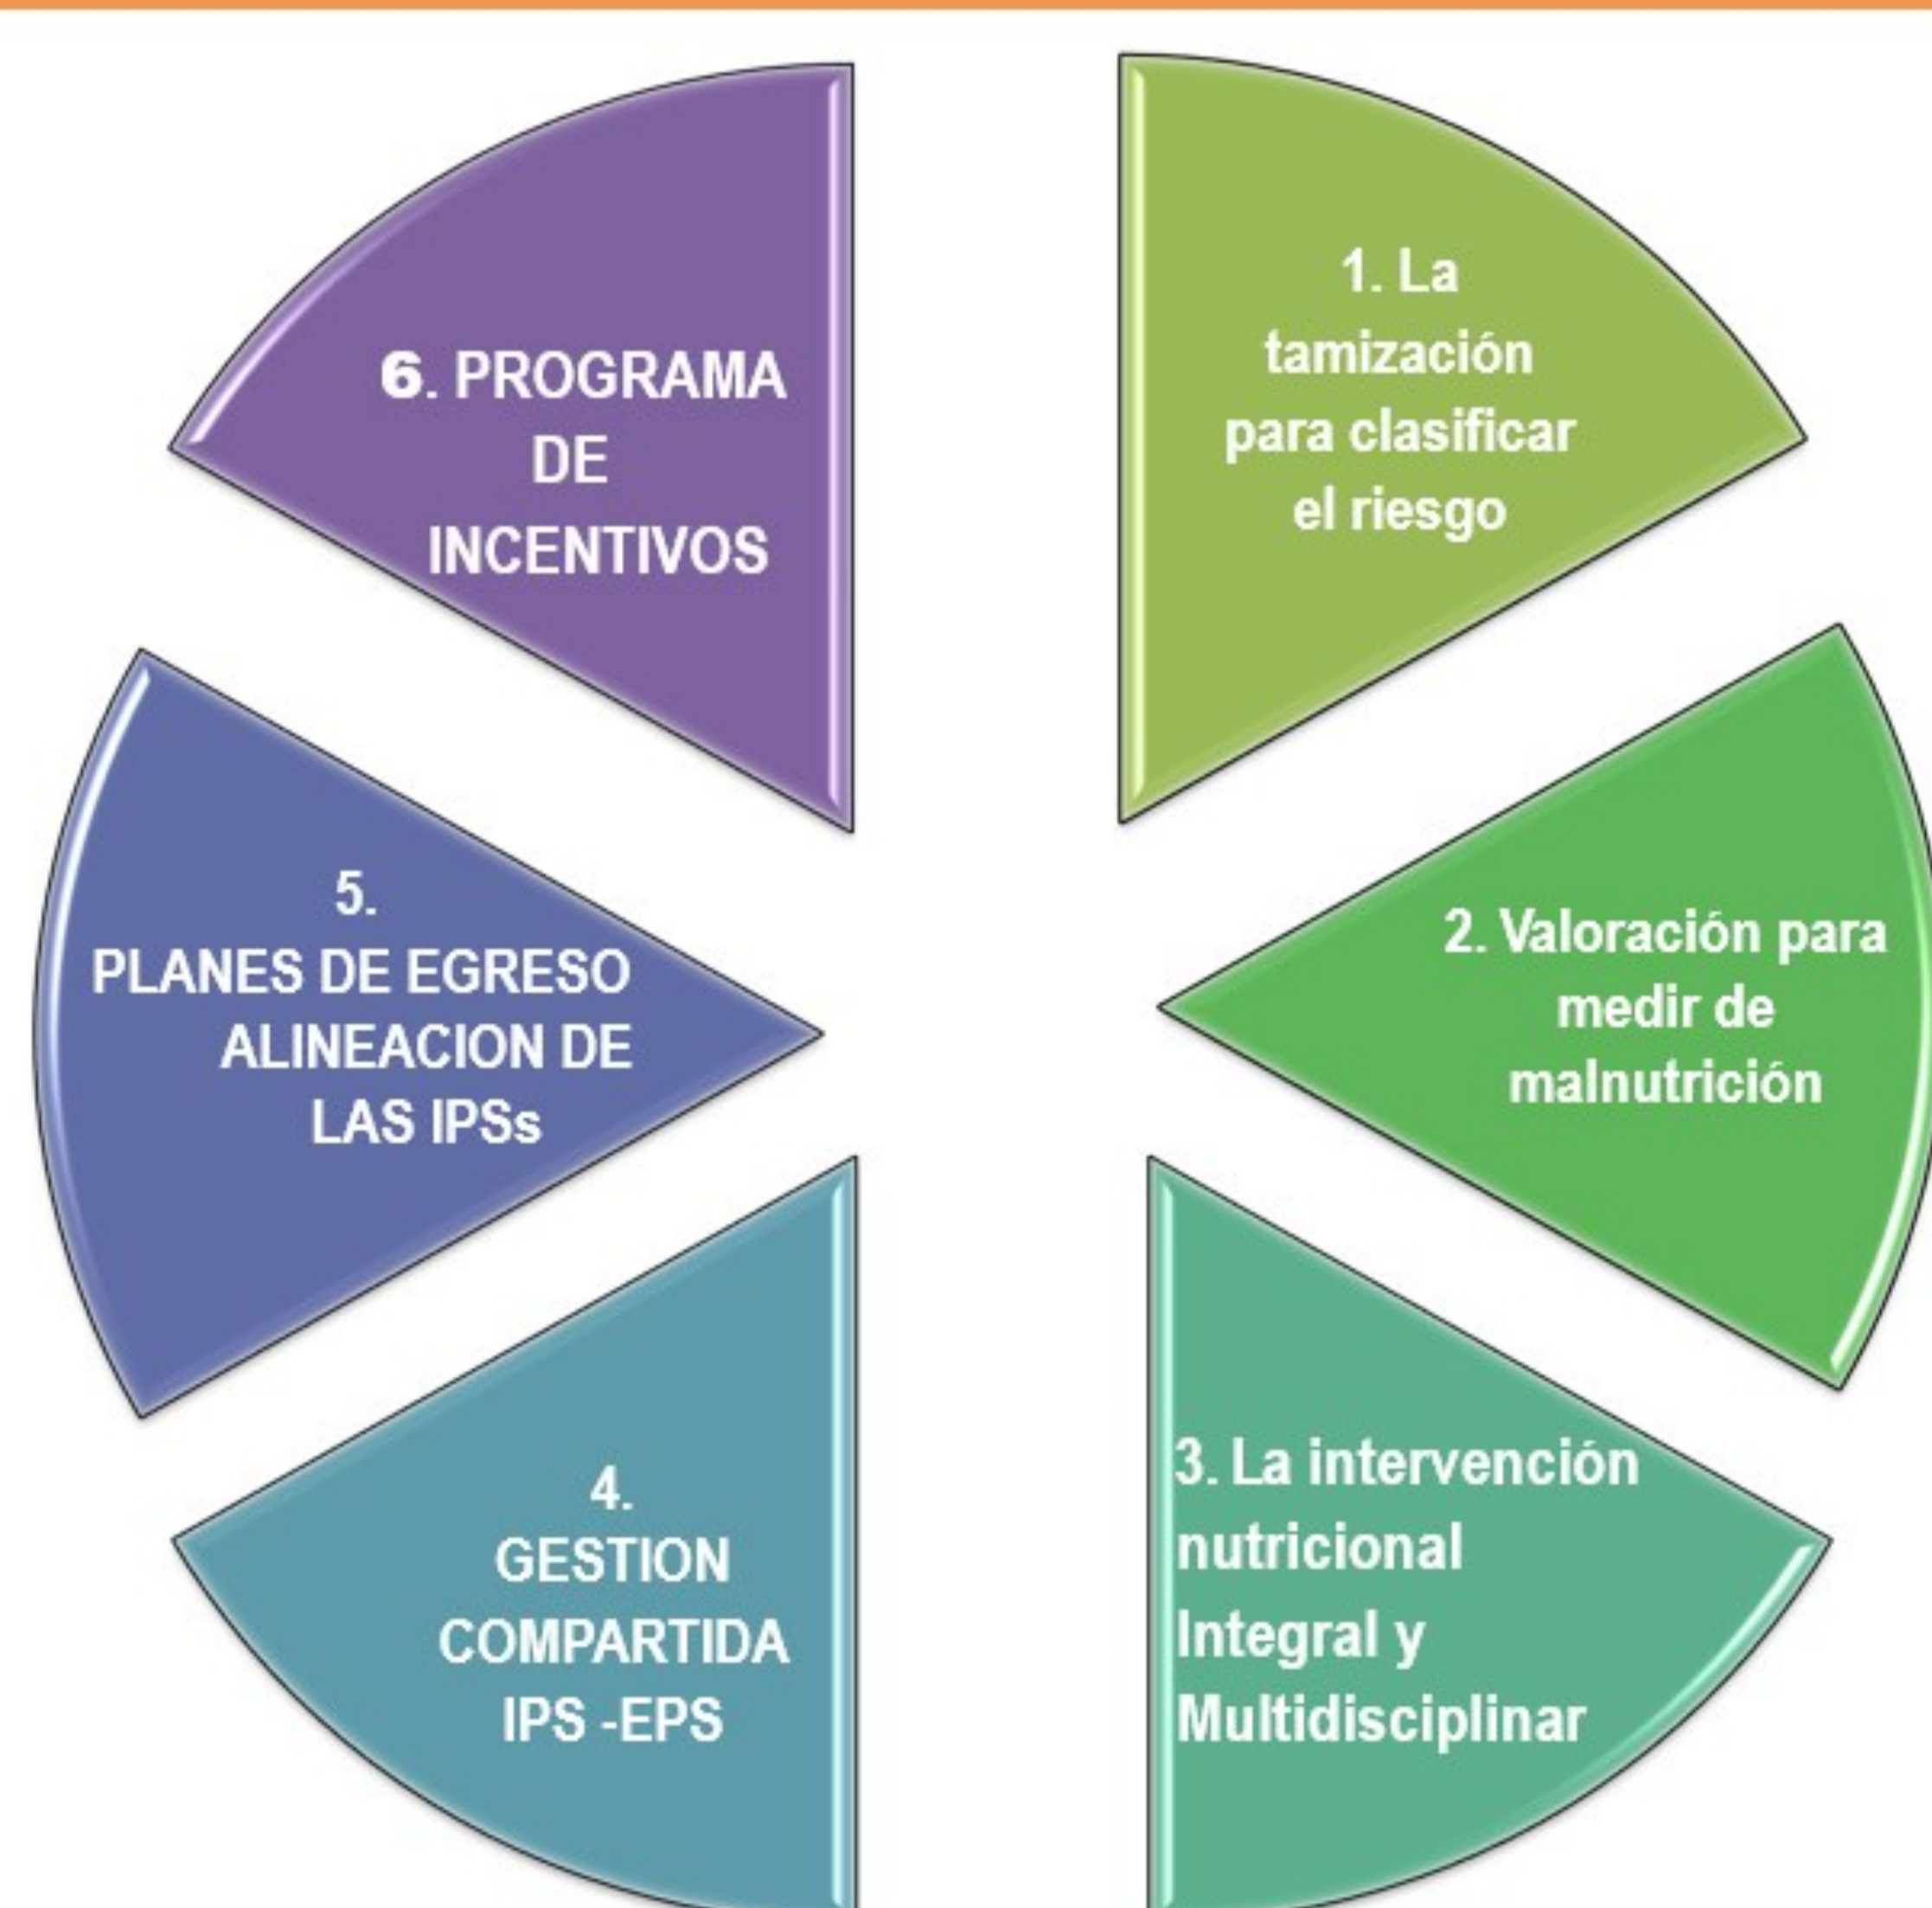 1. La
tamización
para clasificar
el riesgo
2. Valoración para
medir de
malnutrición
3. La intervención
nutricional
Integral y
Multidisciplinar
4.
GESTION
COMPARTIDA
IPS -EPS
5.
PLANES DE EGRESO
ALINEACION DE
LAS IPSs
6. PROGRAMA
DE
INCENTIVOS